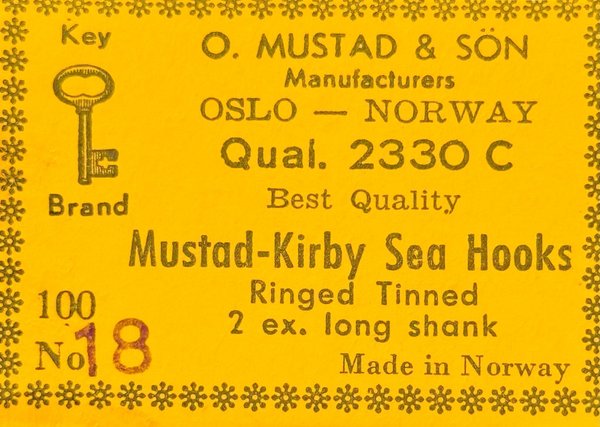 Key
Brand
O. MUSTAD & SÖN
Manufacturers
OSLO — NORWAY
Qual. 2330 C
Best Quality
Mustad-Kirby Sea Hooks
Ringed Tinned
2 ex. long shank
100
No 18
Made in Norway